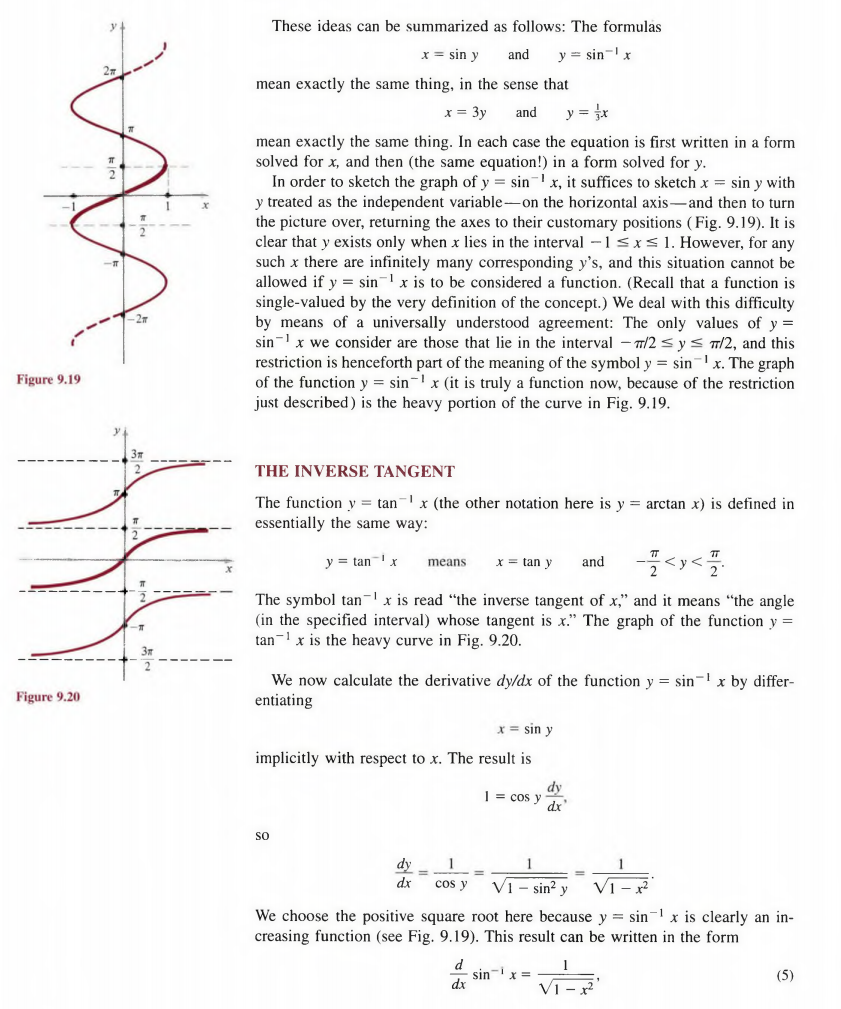 These ideas can be summarized as follows: The formulas
x = sin y and y = sin⁻¹ x
mean exactly the same thing, in the sense that
x = 3y and y = ⅓x
mean exactly the same thing. In each case the equation is first written in a form
solved for x, and then (the same equation!) in a form solved for y.
In order to sketch the graph of y = sin⁻¹ x, it suffices to sketch x = sin y with
y treated as the independent variable—on the horizontal axis—and then to turn
the picture over, returning the axes to their customary positions (Fig. 9.19). It is
clear that y exists only when x lies in the interval −1 ≤ x ≤ 1. However, for any
such x there are infinitely many corresponding y's, and this situation cannot be
allowed if y = sin⁻¹ x is to be considered a function. (Recall that a function is
single-valued by the very definition of the concept.) We deal with this difficulty
by means of a universally understood agreement: The only values of y =
sin⁻¹ x we consider are those that lie in the interval −π/2 ≤ y ≤ π/2, and this
restriction is henceforth part of the meaning of the symbol y = sin⁻¹ x. The graph
of the function y = sin⁻¹ x (it is truly a function now, because of the restriction
just described) is the heavy portion of the curve in Fig. 9.19.
y
2π
π
π/2
−1
1
x
−π/2
−π
−2π
Figure 9.19
y
3π/2
π
π/2
x
−π/2
−π
−3π/2
Figure 9.20
THE INVERSE TANGENT
The function y = tan⁻¹ x (the other notation here is y = arctan x) is defined in
essentially the same way:
y = tan⁻¹ x means x = tan y and −π/2 < y < π/2.
The symbol tan⁻¹ x is read "the inverse tangent of x," and it means "the angle
(in the specified interval) whose tangent is x." The graph of the function y =
tan⁻¹ x is the heavy curve in Fig. 9.20.
We now calculate the derivative dy/dx of the function y = sin⁻¹ x by differ-
entiating
x = sin y
implicitly with respect to x. The result is
1 = cos y dy/dx,
so
dy/dx = 1/cos y = 1/√(1 − sin² y) = 1/√(1 − x²).
We choose the positive square root here because y = sin⁻¹ x is clearly an in-
creasing function (see Fig. 9.19). This result can be written in the form
d/dx sin⁻¹ x = 1/√(1 − x²), (5)